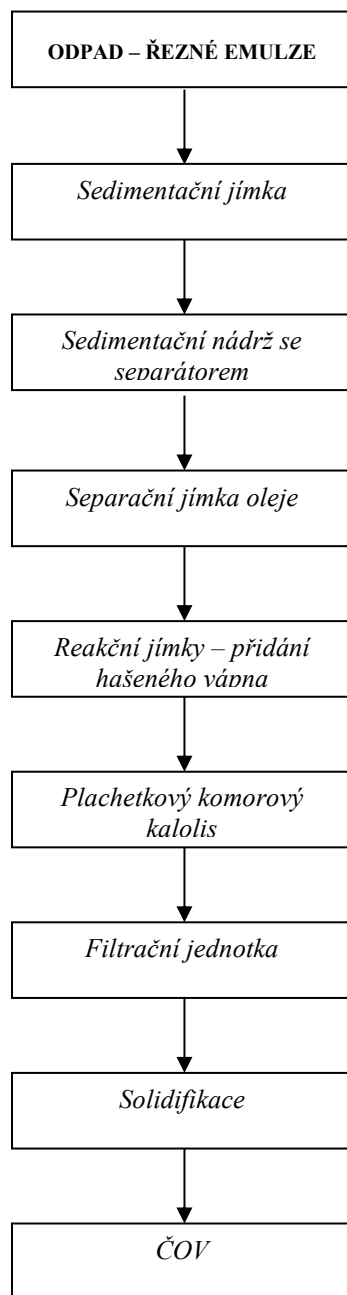 ODPAD – ŘEZNÉ EMULZE
Sedimentační jímka
Sedimentační nádrž se
separátorem
Separační jímka oleje
Reakční jímky – přidání
hašeného vápna
Plachetkový komorový
kalolis
Filtrační jednotka
Solidifikace
ČOV